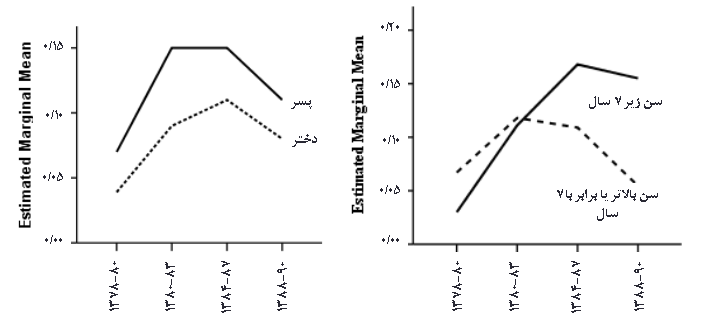 Estimated Marginal Mean
۰/۱۵
۰/۱۰
۰/۰۵
۰/۰۰
پسر
دختر
۱۳۷۸-۸۰
۱۳۸۰-۸۳
۱۳۸۴-۸۷
۱۳۸۸-۹۰
Estimated Marginal Mean
۰/۲۰
۰/۱۵
۰/۱۰
۰/۰۵
۰/۰۰
سن زیر ۷ سال
سن بالاتر یا برابر با۷
سال
۱۳۷۸-۸۰
۱۳۸۰-۸۳
۱۳۸۴-۸۷
۱۳۸۸-۹۰